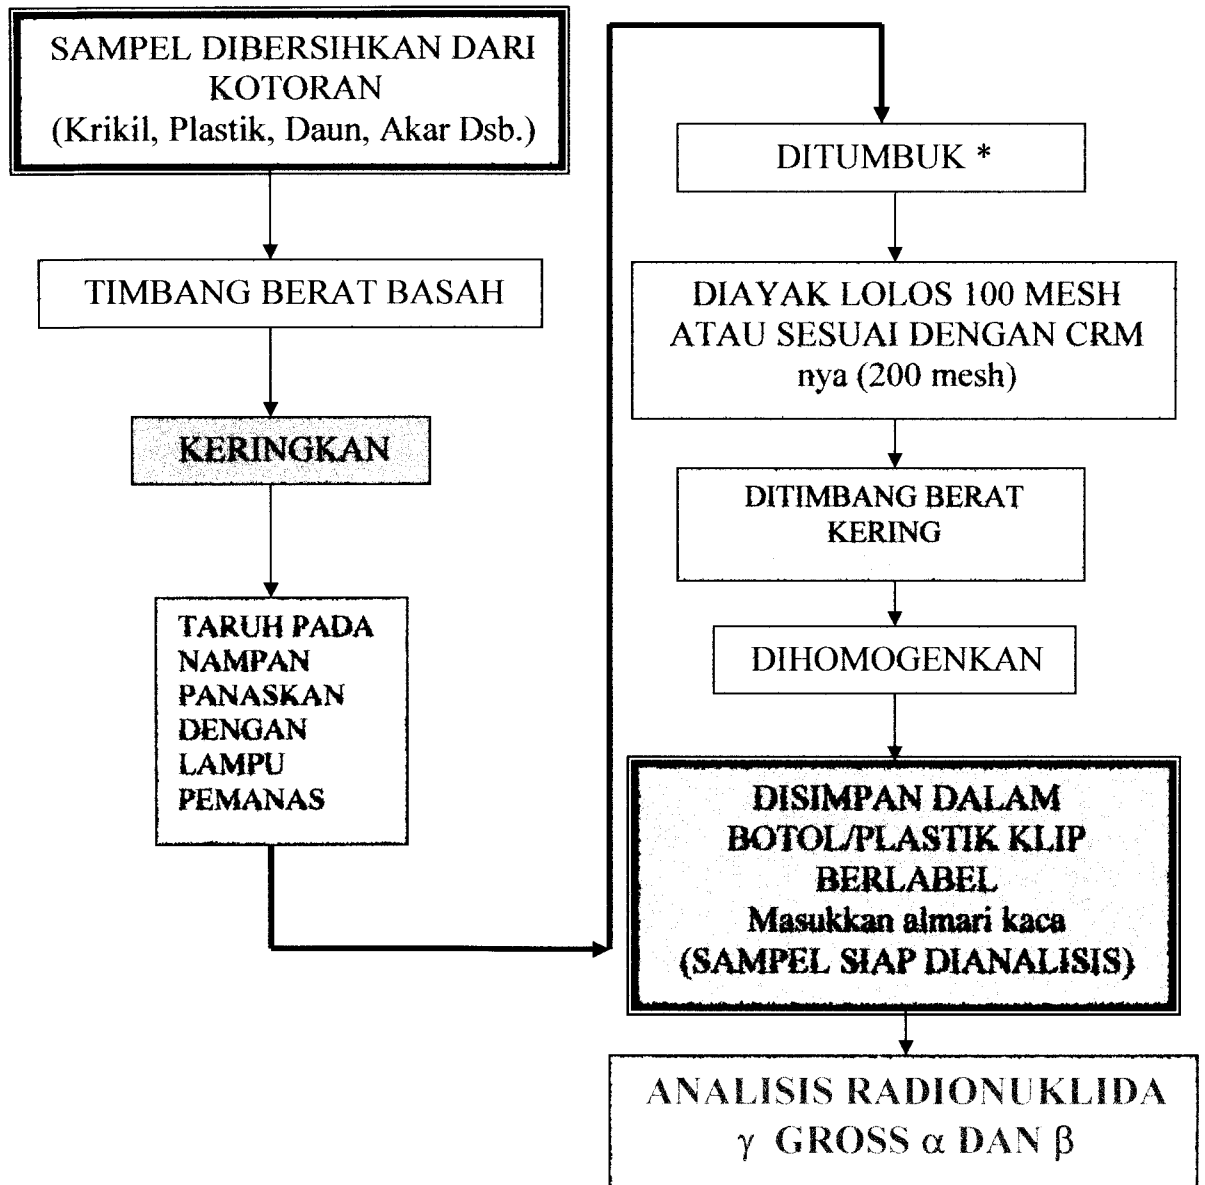 SAMPEL DIBERSIHKAN DARI
KOTORAN
(Krikil, Plastik, Daun, Akar Dsb.)
TIMBANG BERAT BASAH
KERINGKAN
TARUH PADA
NAMPAN
PANASKAN
DENGAN
LAMPU
PEMANAS
DITUMBUK *
DIAYAK LOLOS 100 MESH
ATAU SESUAI DENGAN CRM
nya (200 mesh)
DITIMBANG BERAT
KERING
DIHOMOGENKAN
DISIMPAN DALAM
BOTOL/PLASTIK KLIP
BERLABEL
Masukkan almari kaca
(SAMPEL SIAP DIANALISIS)
ANALISIS RADIONUKLIDA
γ GROSS α DAN β